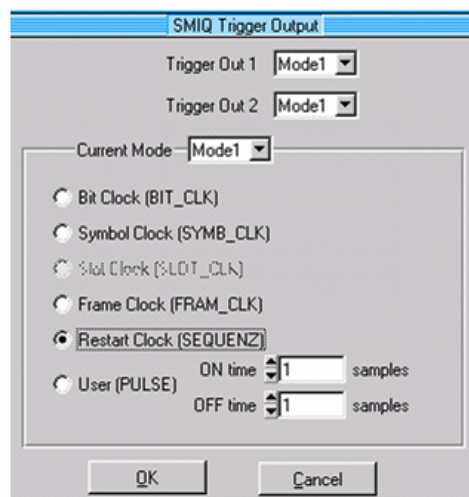 SMIQ Trigger Output
Trigger Out 1 Mode1
Trigger Out 2 Mode1
Current Mode Mode1
Bit Clock (BIT_CLK)
Symbol Clock (SYMB_CLK)
Slot Clock (SLOT_CLK)
Frame Clock (FRAM_CLK)
Restart Clock (SEQUENZ)
User (PULSE)
ON time 1 samples
OFF time 1 samples
OK Cancel